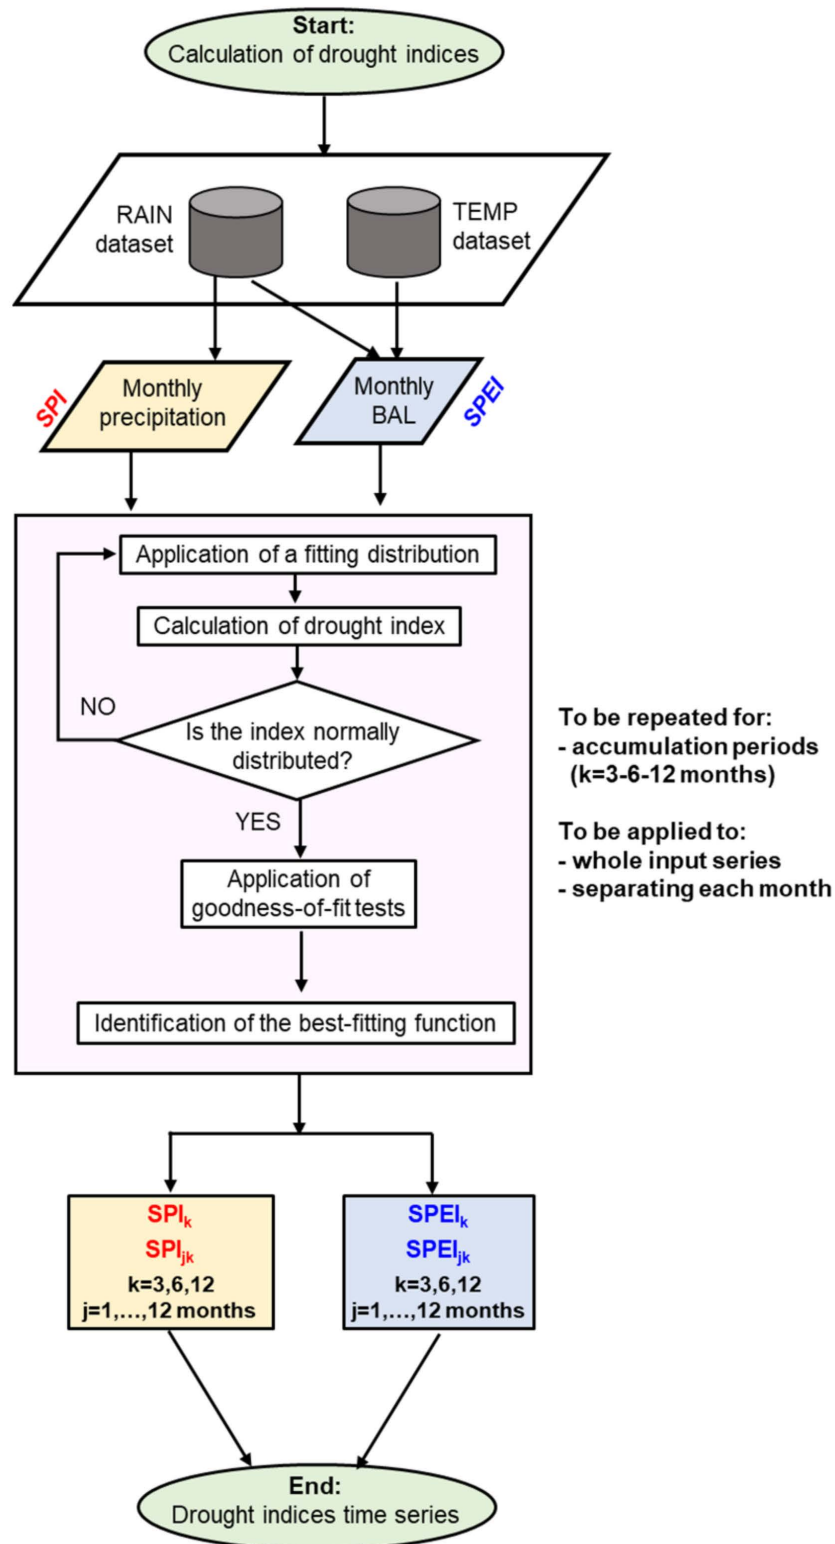 Start:
Calculation of drought indices
RAIN
dataset
TEMP
dataset
SPI
Monthly
precipitation
Monthly
BAL
SPEI
Application of a fitting distribution
Calculation of drought index
NO
Is the index normally
distributed?
YES
Application of
goodness-of-fit tests
Identification of the best-fitting function
To be repeated for:
- accumulation periods
(k=3-6-12 months)
To be applied to:
- whole input series
- separating each month
SPIk
SPIjk
k=3,6,12
j=1,...,12 months
SPEIk
SPEIjk
k=3,6,12
j=1,...,12 months
End:
Drought indices time series